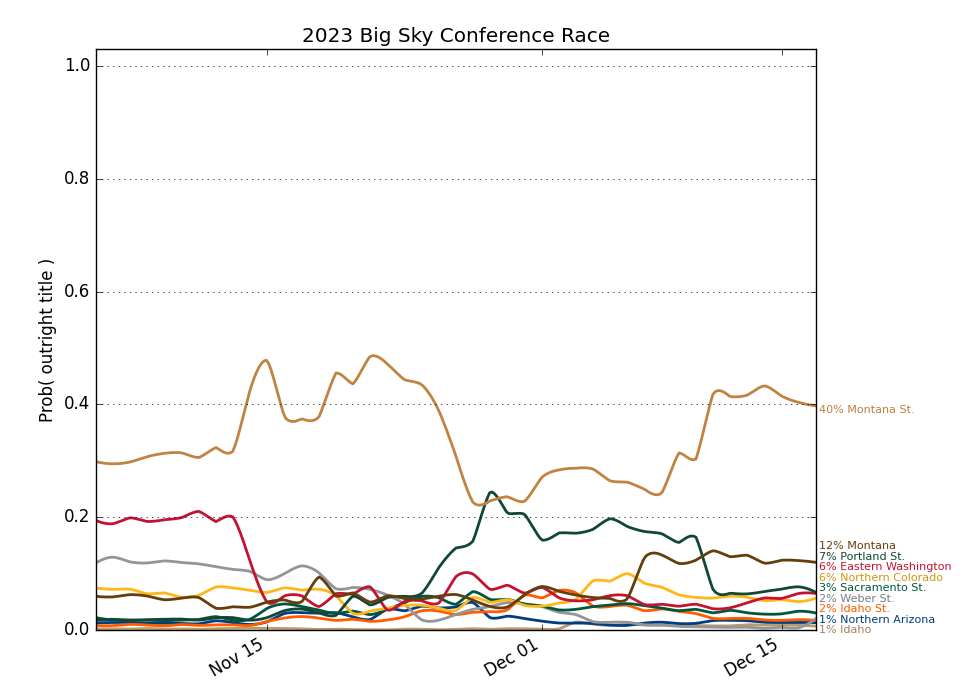 2023 Big Sky Conference Race
Prob( outright title )
1.0
0.8
0.6
0.4
0.2
0.0
Nov 15
Dec 01
Dec 15
40% Montana St.
12% Montana
7% Portland St.
6% Eastern Washington
6% Northern Colorado
3% Sacramento St.
2% Weber St.
2% Idaho St.
1% Northern Arizona
1% Idaho